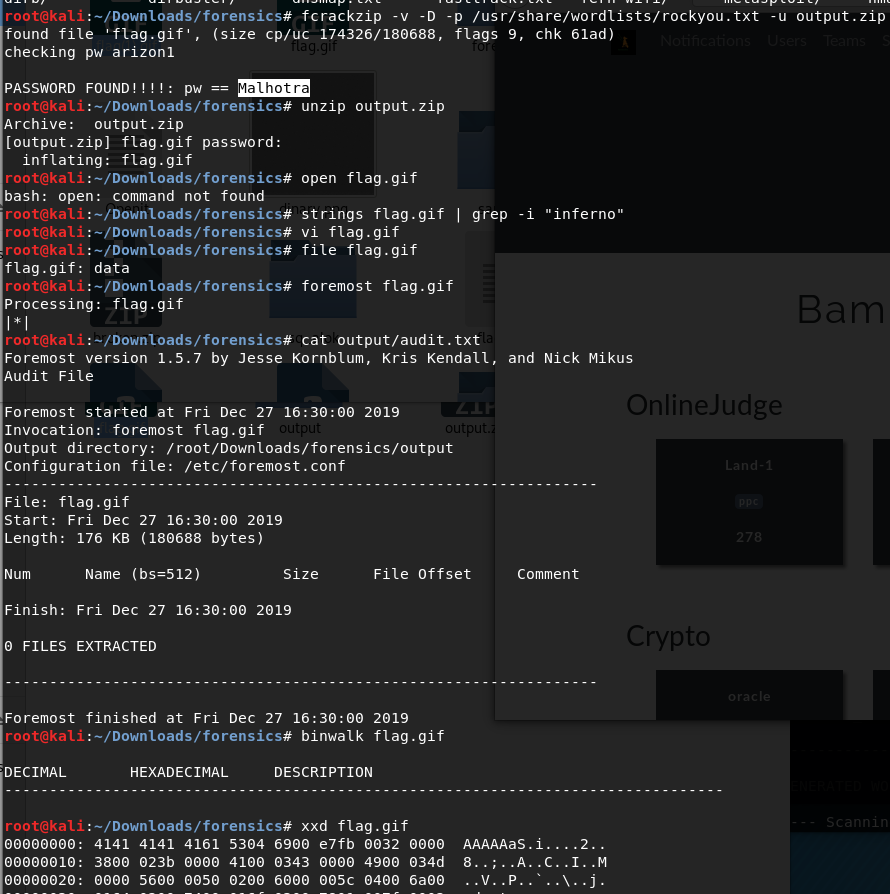 root@kali:~/Downloads/forensics# fcrackzip -v -D -p /usr/share/wordlists/rockyou.txt -u output.zip
found file 'flag.gif', (size cp/uc 174326/180688, flags 9, chk 61ad)
checking pw arizon1
PASSWORD FOUND!!!!: pw == Malhotra
root@kali:~/Downloads/forensics# unzip output.zip
Archive:  output.zip
[output.zip] flag.gif password:
  inflating: flag.gif
root@kali:~/Downloads/forensics# open flag.gif
bash: open: command not found
root@kali:~/Downloads/forensics# strings flag.gif | grep -i "inferno"
root@kali:~/Downloads/forensics# vi flag.gif
root@kali:~/Downloads/forensics# file flag.gif
flag.gif: data
root@kali:~/Downloads/forensics# foremost flag.gif
Processing: flag.gif
|*|
root@kali:~/Downloads/forensics# cat output/audit.txt
Foremost version 1.5.7 by Jesse Kornblum, Kris Kendall, and Nick Mikus
Audit File
Foremost started at Fri Dec 27 16:30:00 2019
Invocation: foremost flag.gif
Output directory: /root/Downloads/forensics/output
Configuration file: /etc/foremost.conf
------------------------------------------------------------------
File: flag.gif
Start: Fri Dec 27 16:30:00 2019
Length: 176 KB (180688 bytes)
Num      Name (bs=512)         Size      File Offset     Comment
Finish: Fri Dec 27 16:30:00 2019
0 FILES EXTRACTED
------------------------------------------------------------------
Foremost finished at Fri Dec 27 16:30:00 2019
root@kali:~/Downloads/forensics# binwalk flag.gif
DECIMAL       HEXADECIMAL     DESCRIPTION
--------------------------------------------------------------------------------
root@kali:~/Downloads/forensics# xxd flag.gif
00000000: 4141 4141 4161 5304 6900 e7fb 0032 0000  AAAAAaS.i....2..
00000010: 3800 023b 0000 4100 0343 0000 4900 034d  8..;..A..C..I..M
00000020: 0000 5600 0050 0200 6000 005c 0400 6a00  ..V..P..`..\..j.
Notifications Users Teams
flag.gif
dinary.png
output
output.z
Bam
OnlineJudge
Land-1
ppc
278
Crypto
oracle
--- Scannin